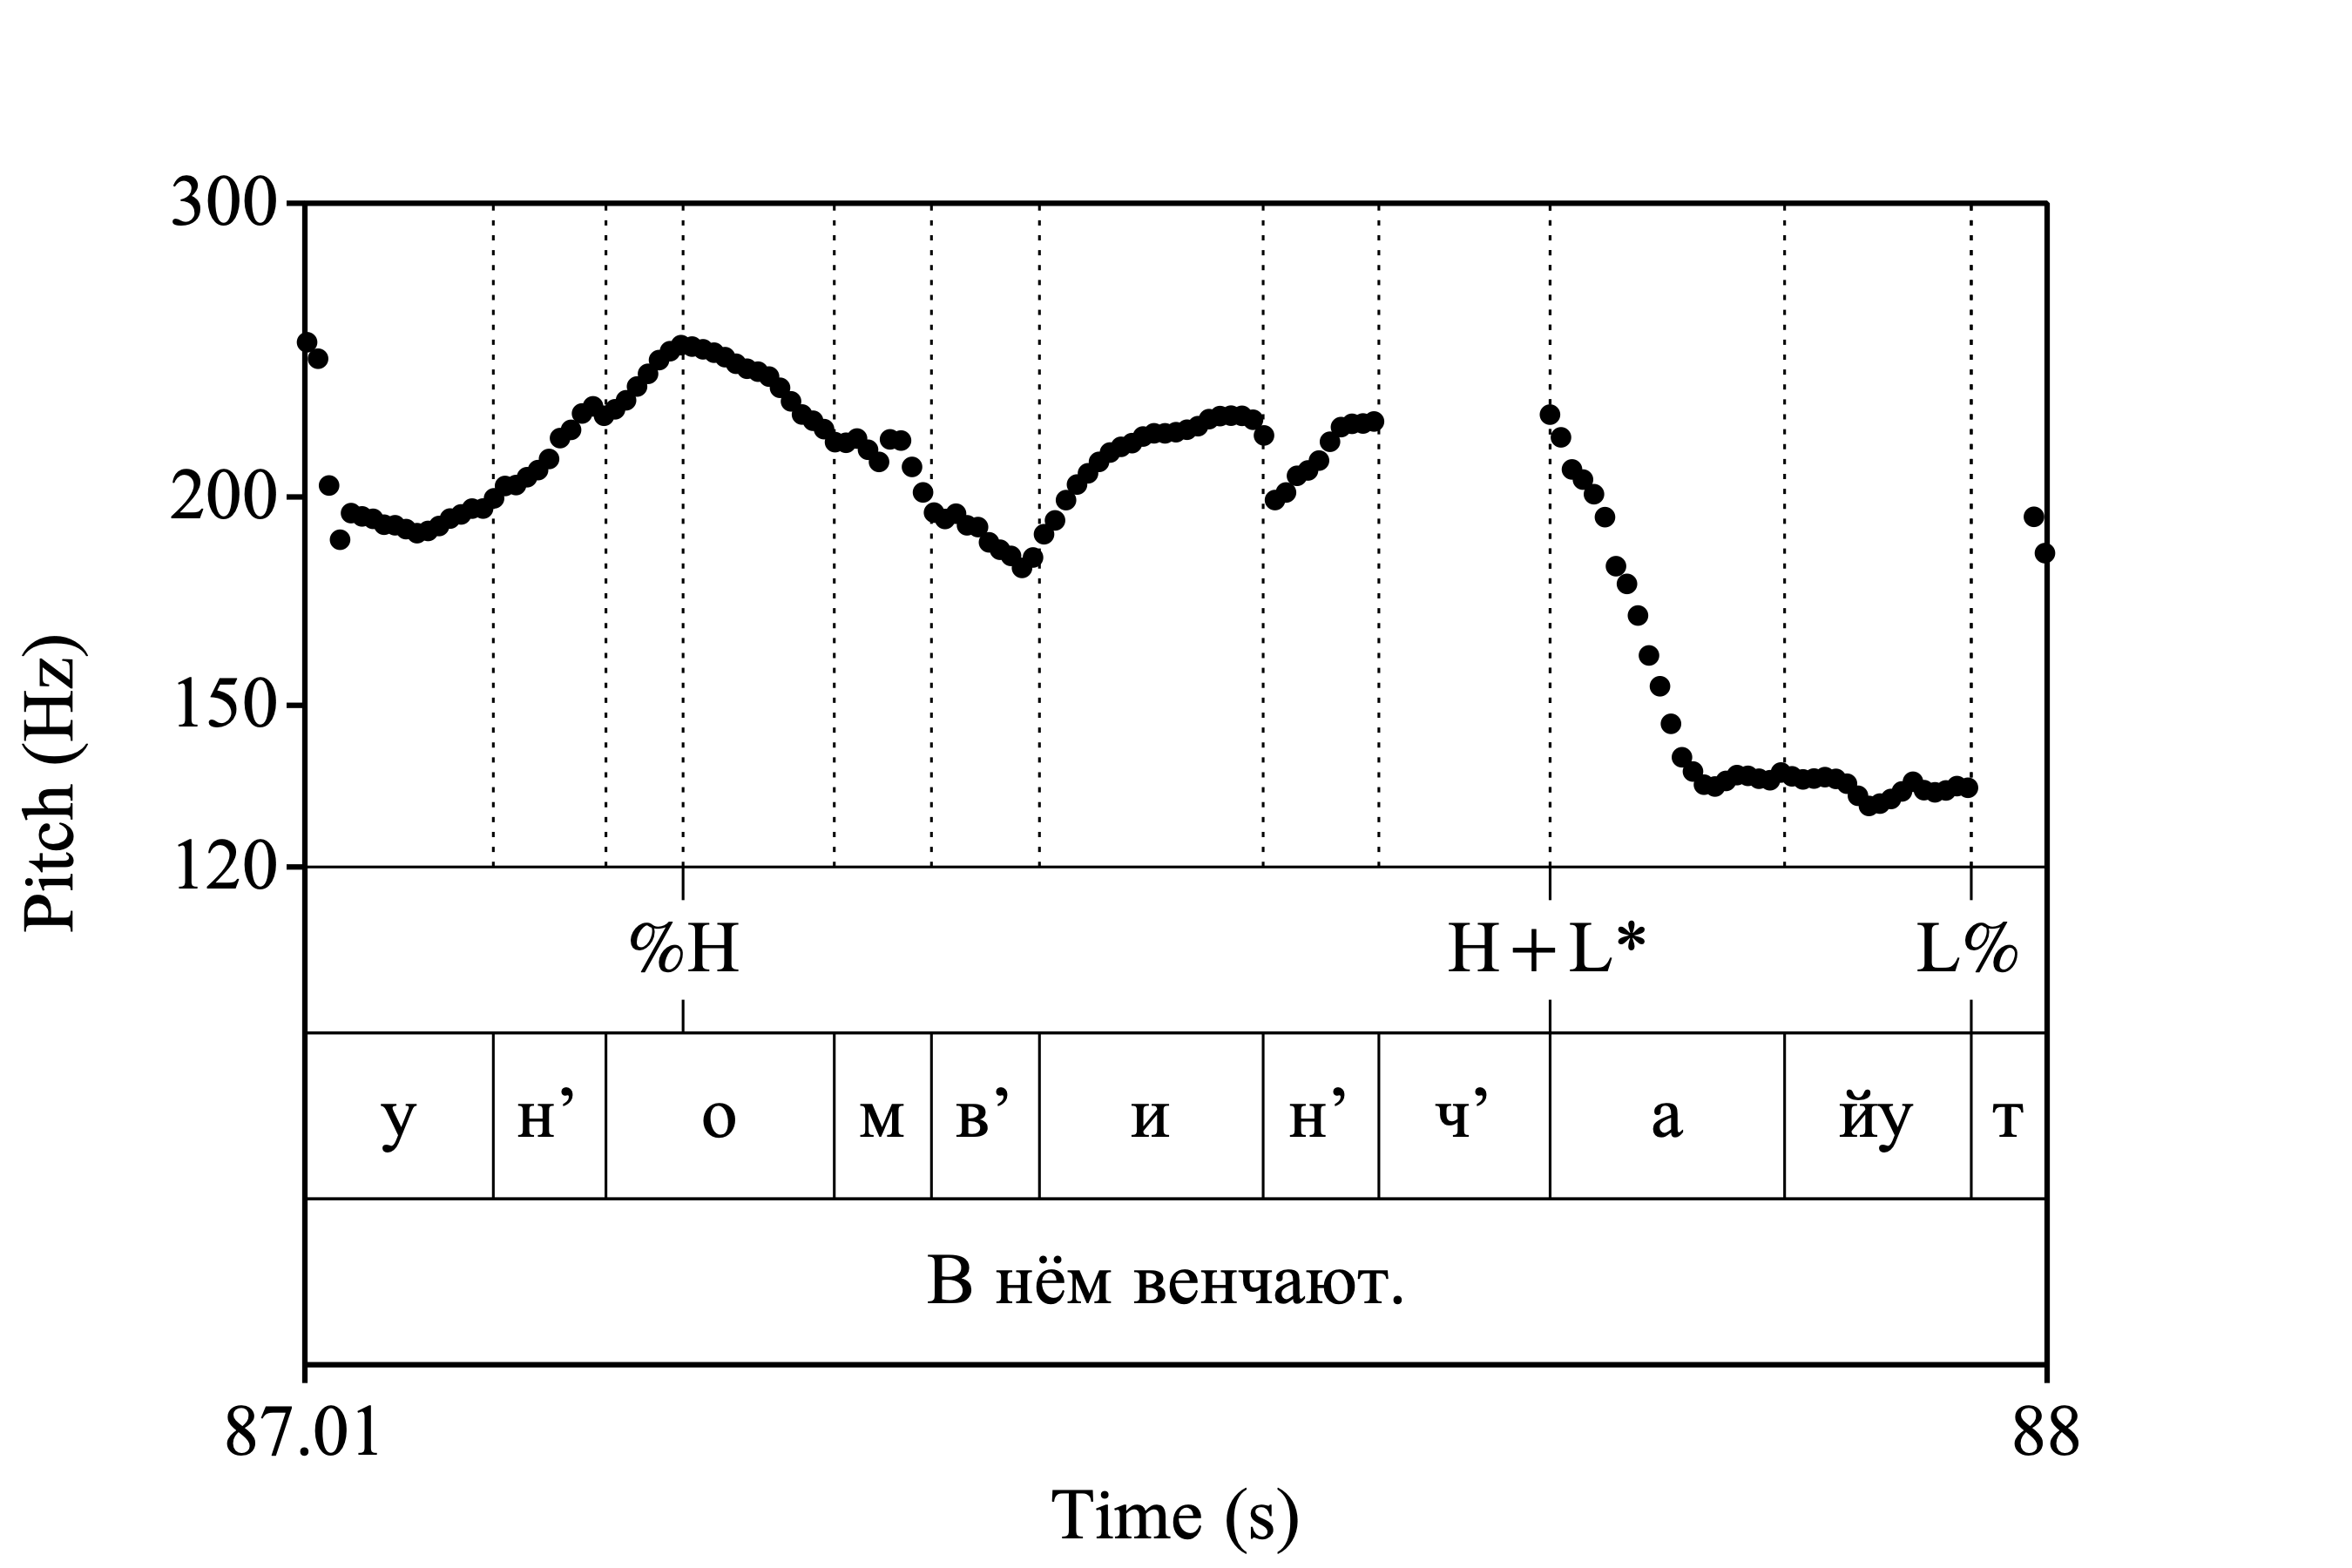 300
200
150
120
Pitch (Hz)
%H H+L* L%
у н’ о м в’ и н’ ч’ а йу т
В нём венчают.
87.01 88
Time (s)